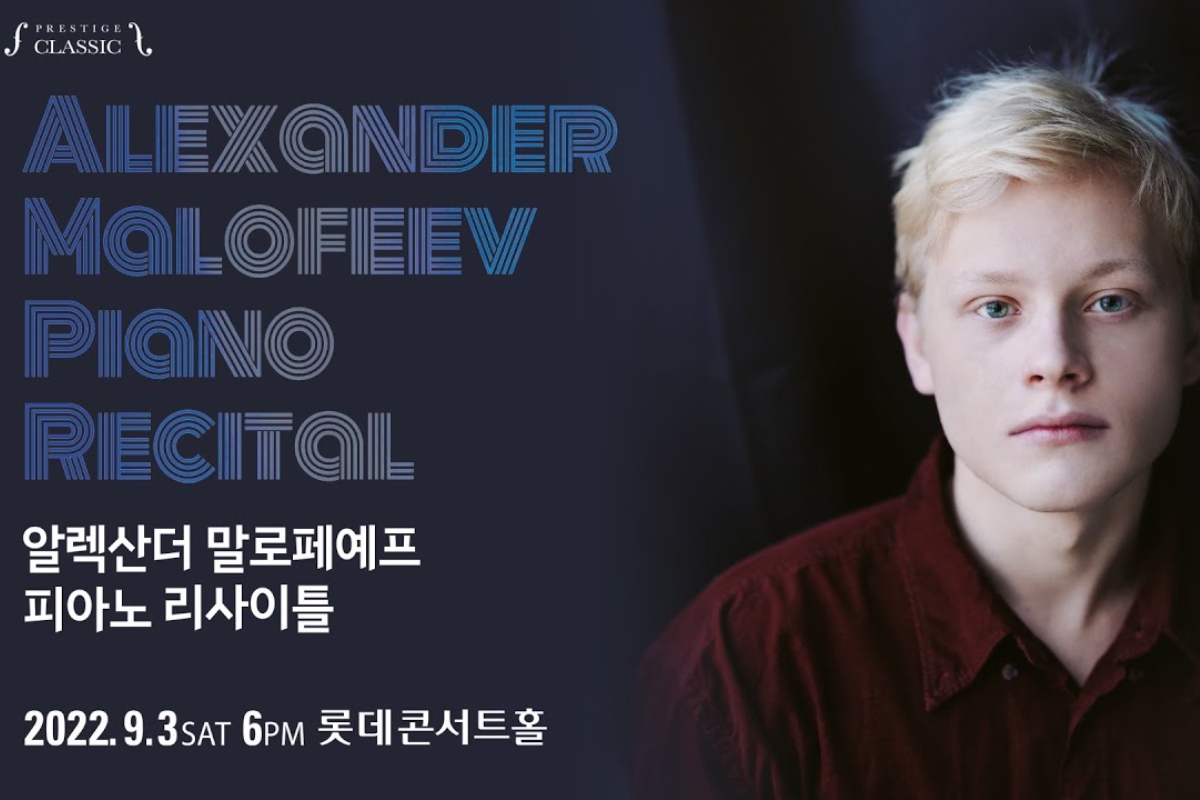 PRESTIGE
CLASSIC
ALEXANDER
MALOFEEV
PIANO
RECITAL
알렉산더 말로페예프
피아노 리사이틀
2022. 9. 3 SAT 6PM 롯데콘서트홀